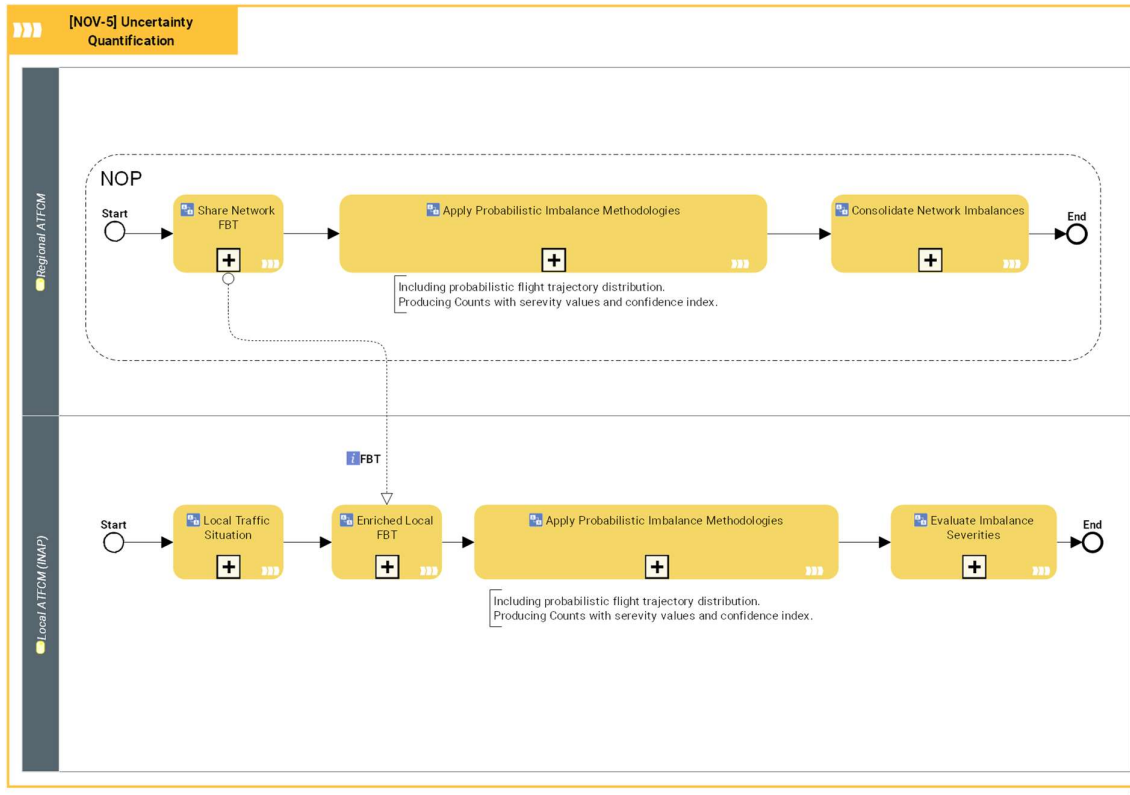 [NOV-5] Uncertainty
Quantification
Regional ATFCM
NOP
Start
Share Network
FBT
Apply Probabilistic Imbalance Methodologies
Consolidate Network Imbalances
End
Including probabilistic flight trajectory distribution.
Producing Counts with serevity values and confidence index.
FBT
Local ATFCM (INAP)
Start
Local Traffic
Situation
Enriched Local
FBT
Apply Probabilistic Imbalance Methodologies
Evaluate Imbalance
Severities
End
Including probabilistic flight trajectory distribution.
Producing Counts with serevity values and confidence index.